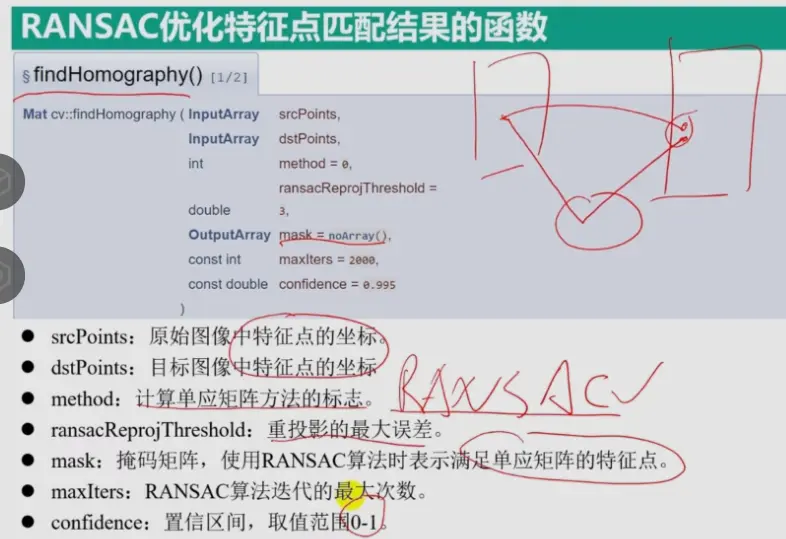 RANSAC优化特征点匹配结果的函数
§ findHomography() [1/2]
Mat cv::findHomography ( InputArray srcPoints,
InputArray dstPoints,
int method = 0,
ransacReprojThreshold =
double 3,
OutputArray mask = noArray(),
const int maxIters = 2000,
const double confidence = 0.995
)
● srcPoints：原始图像中特征点的坐标。
● dstPoints：目标图像中特征点的坐标
● method：计算单应矩阵方法的标志。
RANSAC
● ransacReprojThreshold：重投影的最大误差。
● mask：掩码矩阵，使用RANSAC算法时表示满足单应矩阵的特征点。
● maxIters：RANSAC算法迭代的最大次数。
● confidence：置信区间，取值范围0-1。